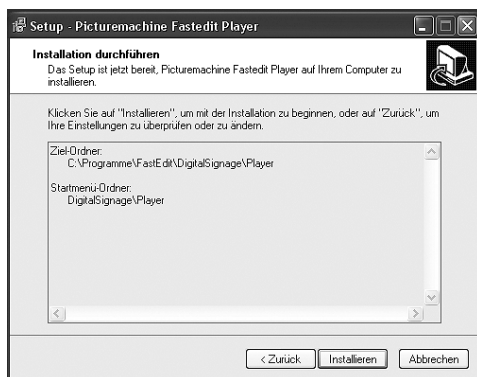 Setup - Picturemachine Fastedit Player
Installation durchführen
Das Setup ist jetzt bereit, Picturemachine Fastedit Player auf Ihrem Computer zu
installieren.
Klicken Sie auf "Installieren", um mit der Installation zu beginnen, oder auf "Zurück", um
Ihre Einstellungen zu überprüfen oder zu ändern.
Ziel-Ordner:
C:\Programme\FastEdit\DigitalSignage\Player
Startmenü-Ordner:
DigitalSignage\Player
< Zurück
Installieren
Abbrechen